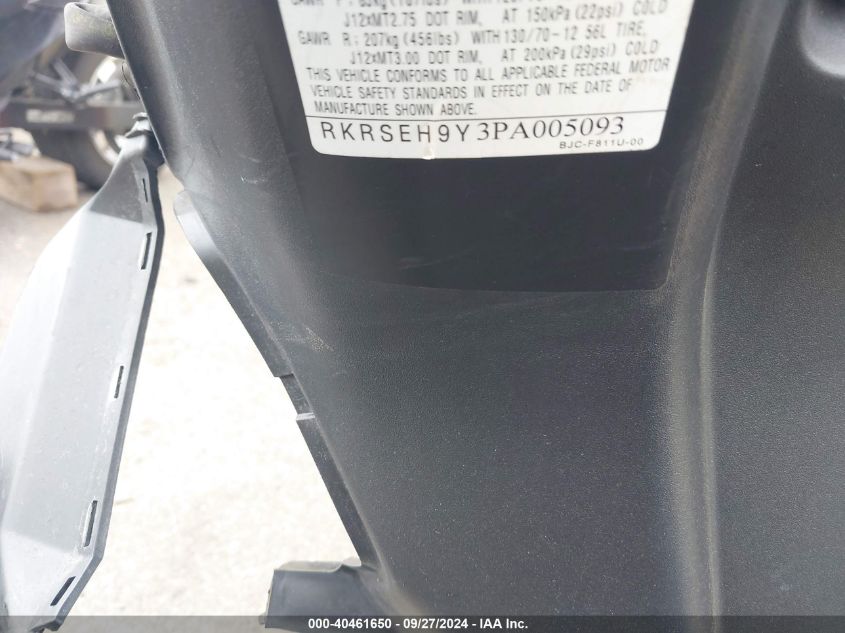 J12xMT2.75 DOT RIM, AT 150kPa (22psi) COLD
GAWR R: 207kg (456lbs) WITH 130/70-12 56L TIRE,
J12xMT3.00 DOT RIM, AT 200kPa (29psi) COLD
THIS VEHICLE CONFORMS TO ALL APPLICABLE FEDERAL MOTOR
VEHICLE SAFETY STANDARDS IN EFFECT ON THE DATE OF
MANUFACTURE SHOWN ABOVE.
RKRSEH9Y3PA005093
BJC-F811U-00
000-40461650 - 09/27/2024 - IAA Inc.